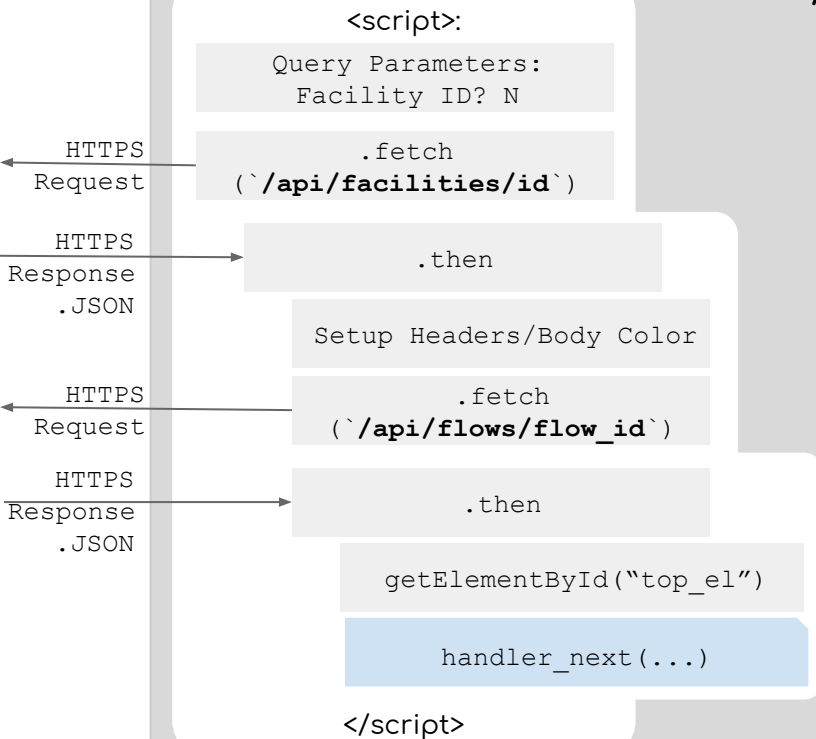 <script>:
Query Parameters:
Facility ID? N
HTTPS
Request
.fetch
(`/api/facilities/id`)
HTTPS
Response
.JSON
.then
Setup Headers/Body Color
HTTPS
Request
.fetch
(`/api/flows/flow_id`)
HTTPS
Response
.JSON
.then
getElementById(“top_el”)
handler_next(...)
</script>